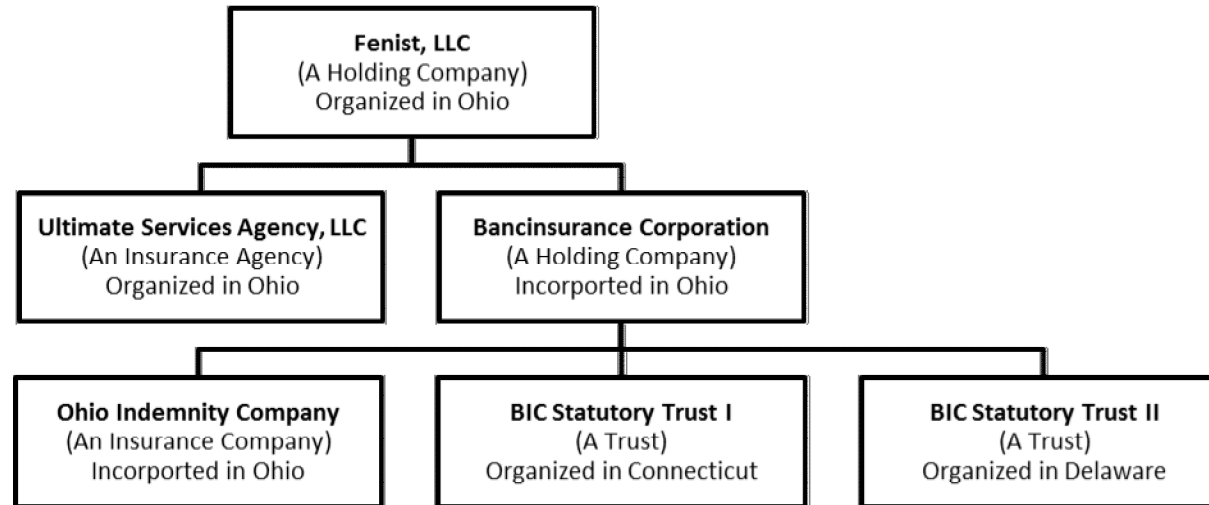 Fenist, LLC
(A Holding Company)
Organized in Ohio
Ultimate Services Agency, LLC
(An Insurance Agency)
Organized in Ohio
Bancinsurance Corporation
(A Holding Company)
Incorported in Ohio
Ohio Indemnity Company
(An Insurance Company)
Incorported in Ohio
BIC Statutory Trust I
(A Trust)
Organized in Connecticut
BIC Statutory Trust II
(A Trust)
Organized in Delaware